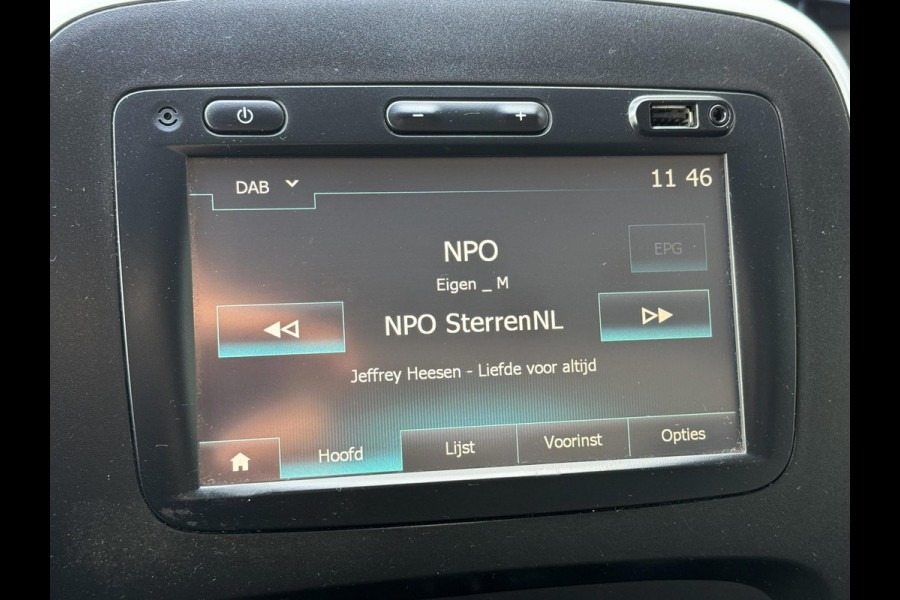 DAB
11 46
NPO
EPG
Eigen _ M
NPO SterrenNL
Jeffrey Heesen - Liefde voor altijd
Hoofd
Lijst
Voorinst
Opties